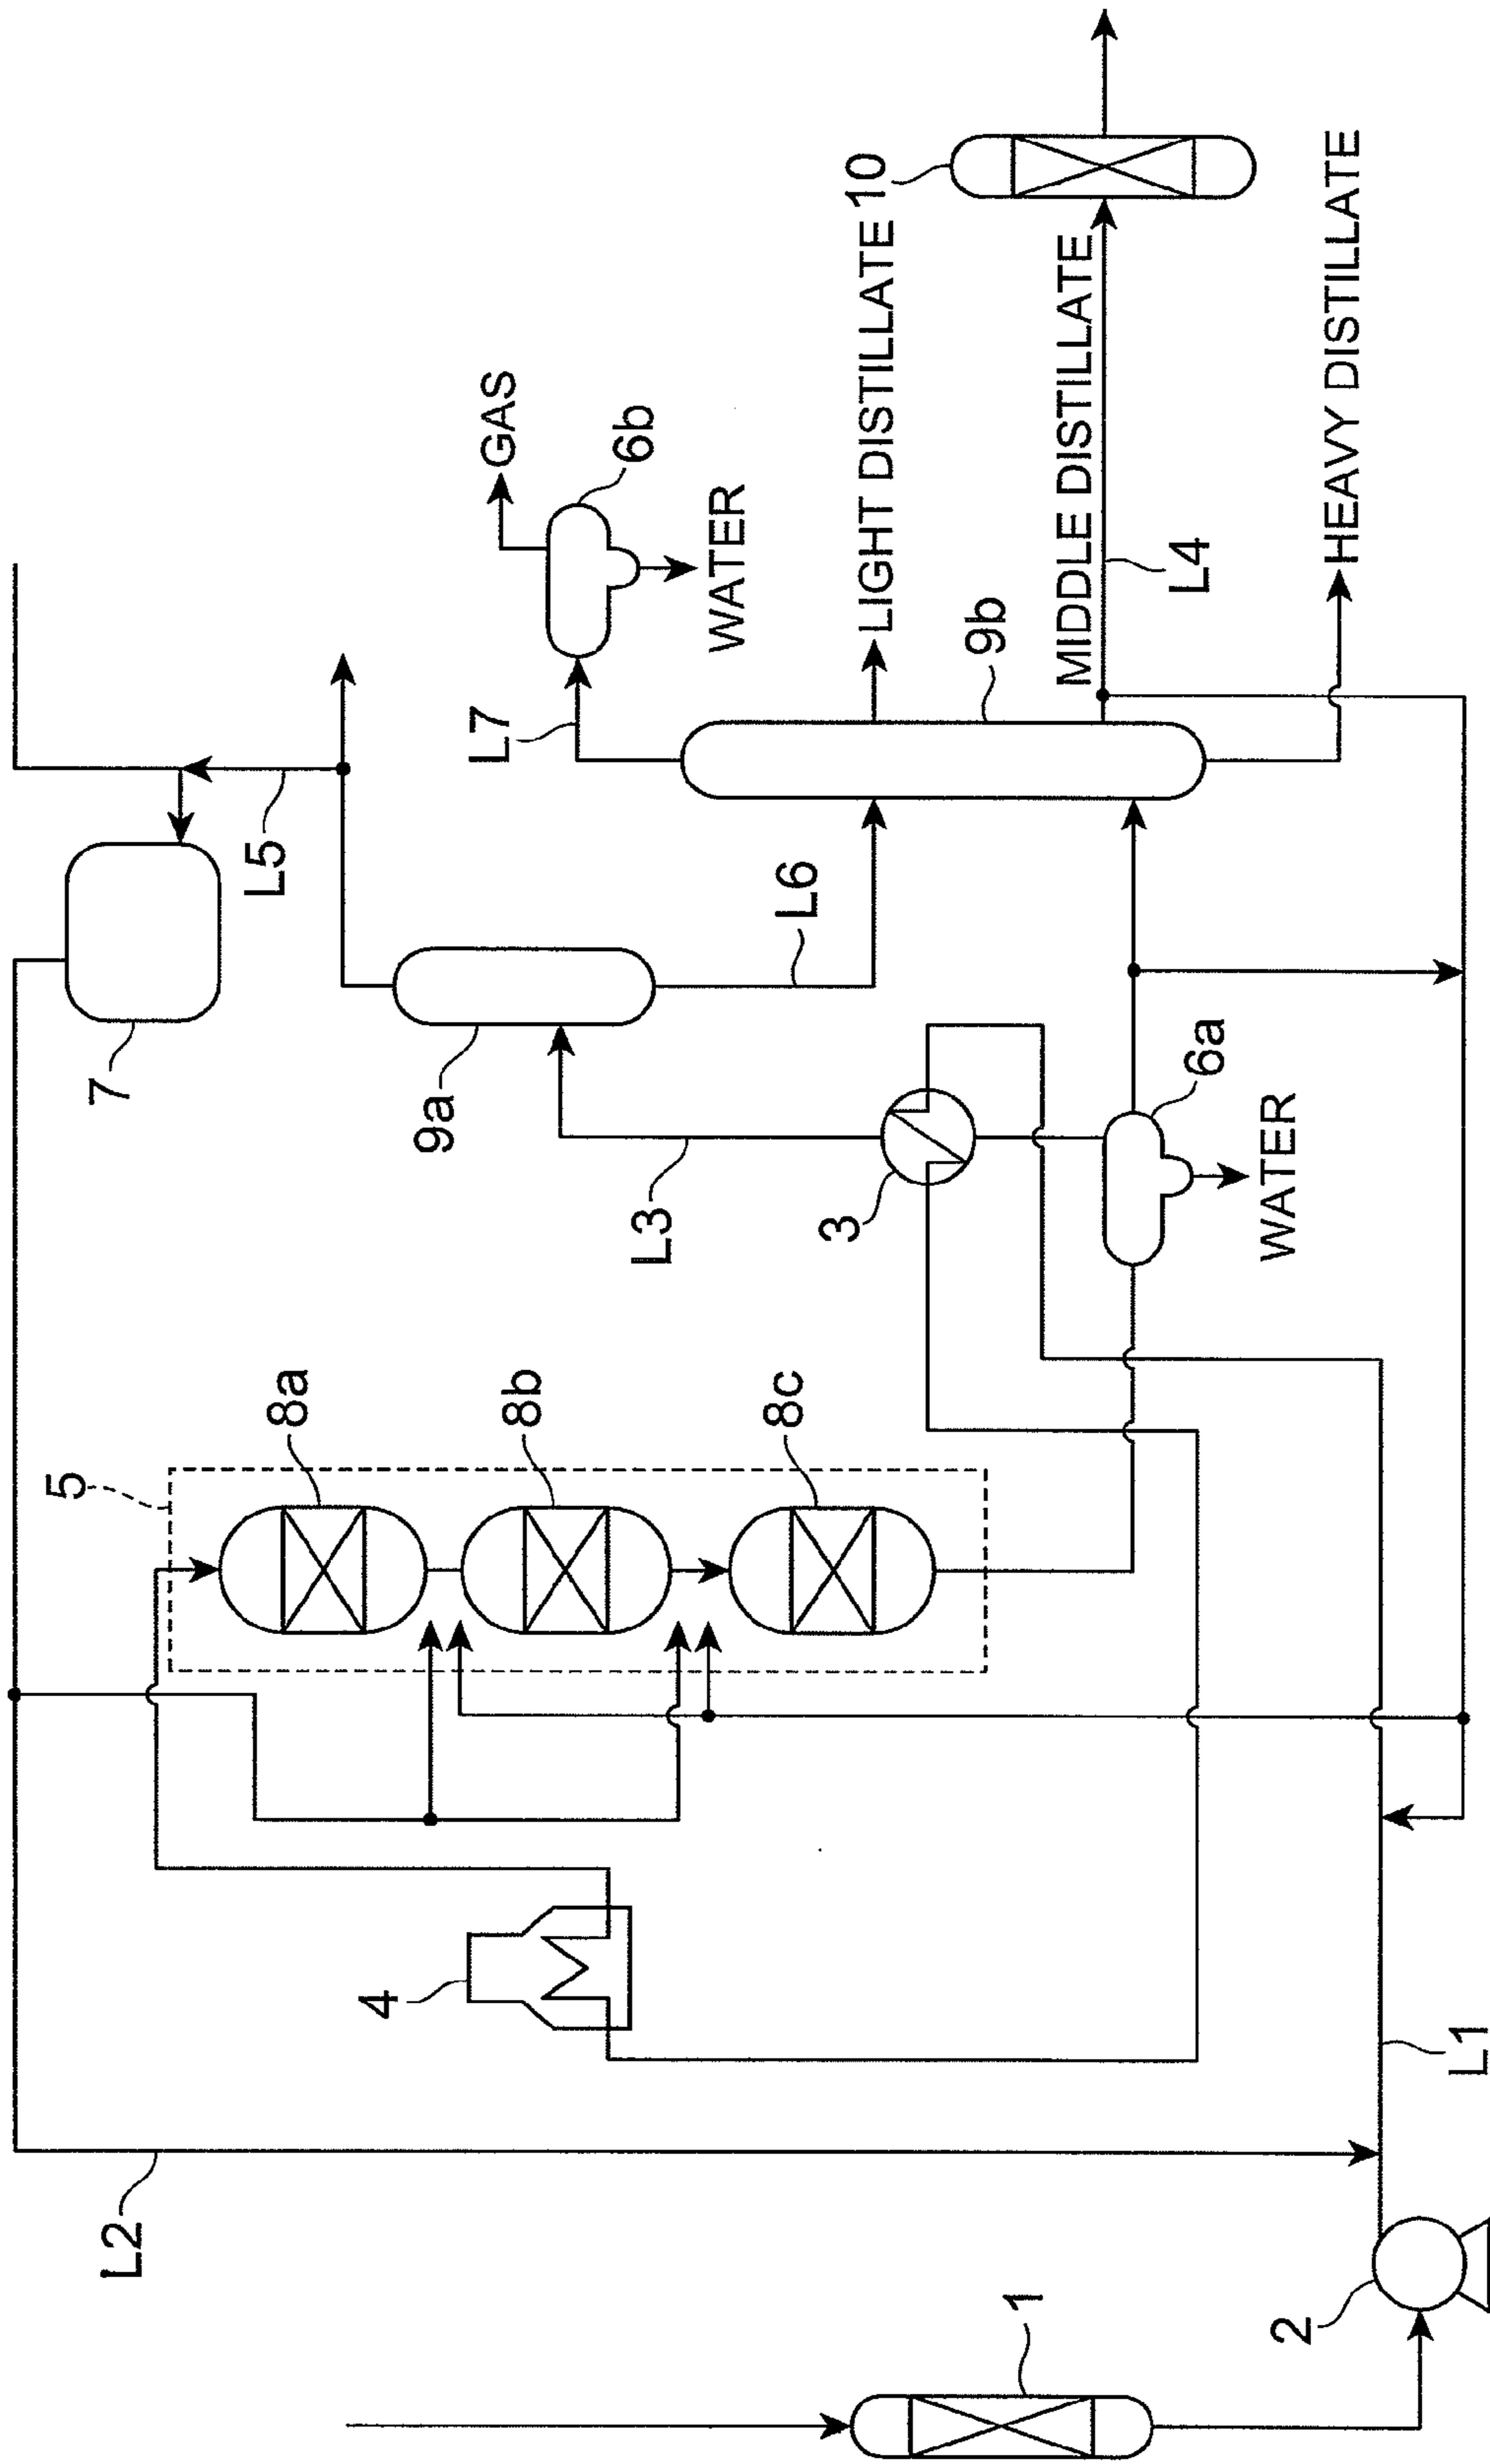 L2
7
L5
GAS
L7
6b
WATER
5
8a
9a
L6
LIGHT DISTILLATE
10
8b
L3
9b
MIDDLE DISTILLATE
L4
4
8c
3
6a
WATER
HEAVY DISTILLATE
1
2
L1